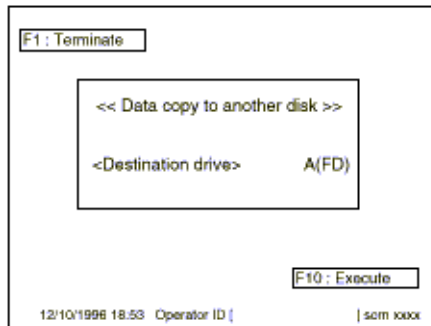 F1 : Terminate
<< Data copy to another disk >>
<Destination drive> A(FD)
F10 : Execute
12/10/1996 18:53 Operator ID [ ] som xxxx